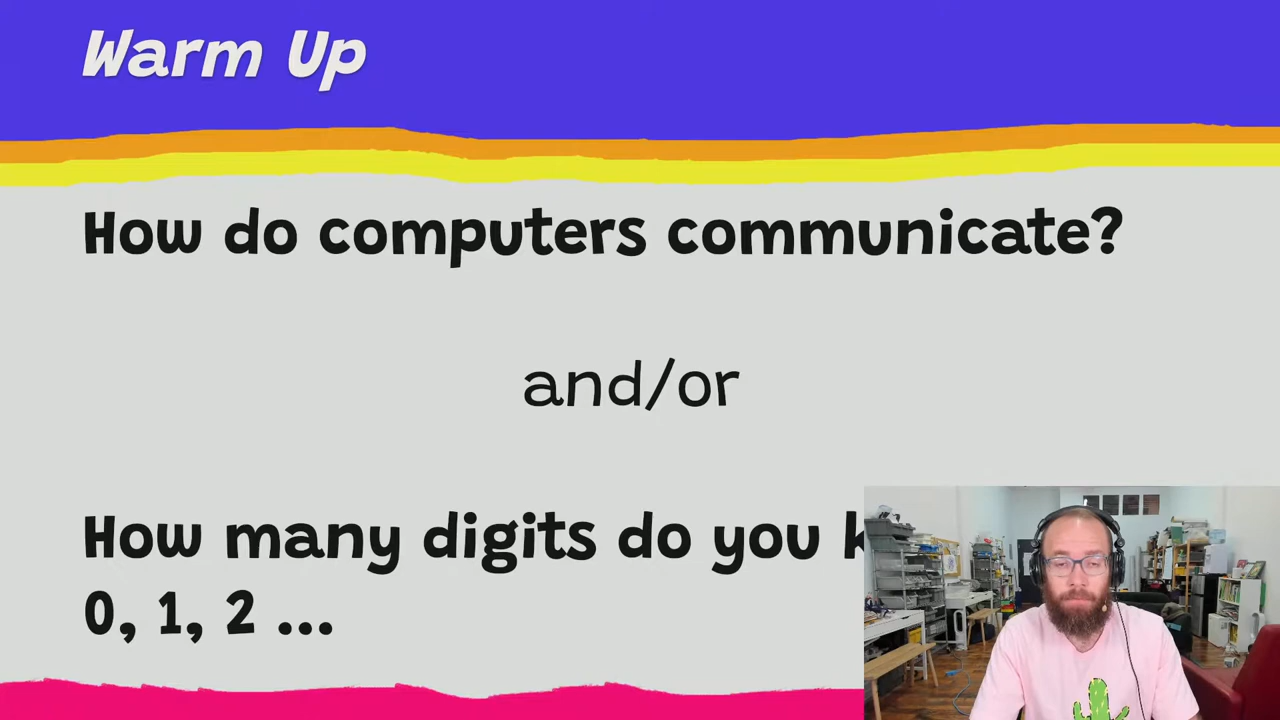 Warm Up
How do computers communicate?
and/or
How many digits do you
0, 1, 2 ...